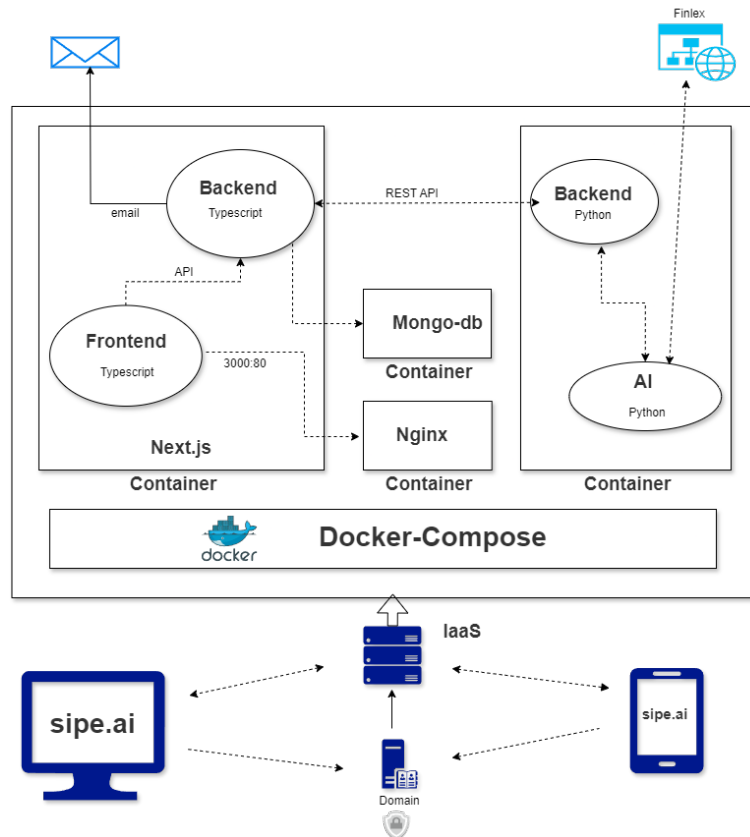 Finlex
Backend
Typescript
email
REST API
Backend
Python
API
Frontend
Typescript
3000:80
Mongo-db
Container
AI
Python
Nginx
Container
Next.js
Container
Container
docker
Docker-Compose
IaaS
sipe.ai
sipe.ai
Domain